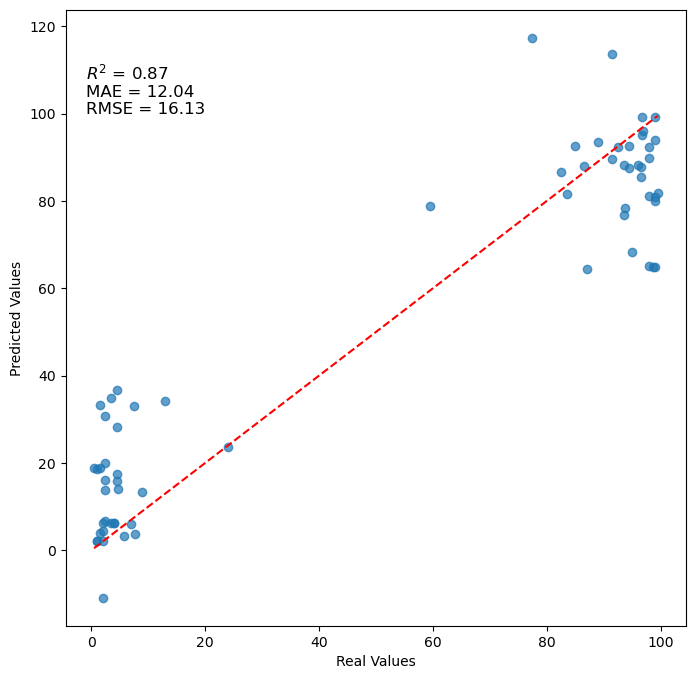 R² = 0.87
MAE = 12.04
RMSE = 16.13
Predicted Values
120
100
80
60
40
20
0
0 20 40 60 80 100
Real Values